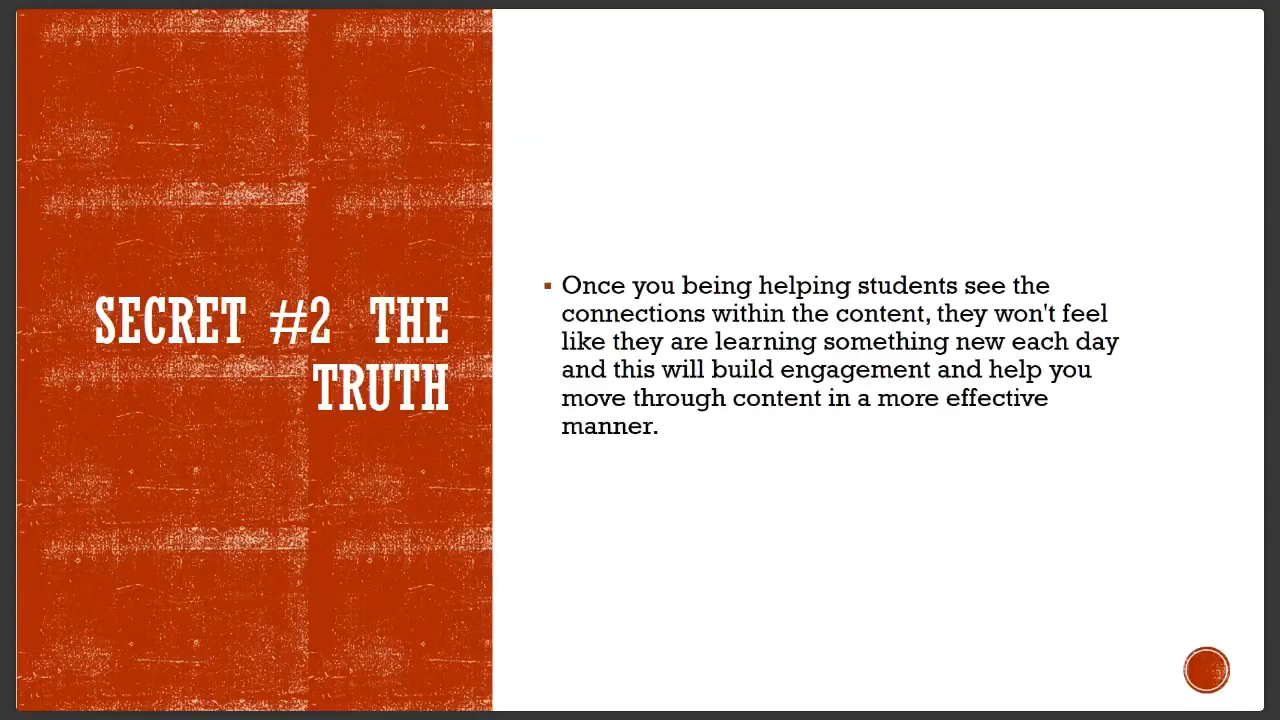 SECRET #2 THE
TRUTH
▪ Once you being helping students see the
connections within the content, they won't feel
like they are learning something new each day
and this will build engagement and help you
move through content in a more effective
manner.